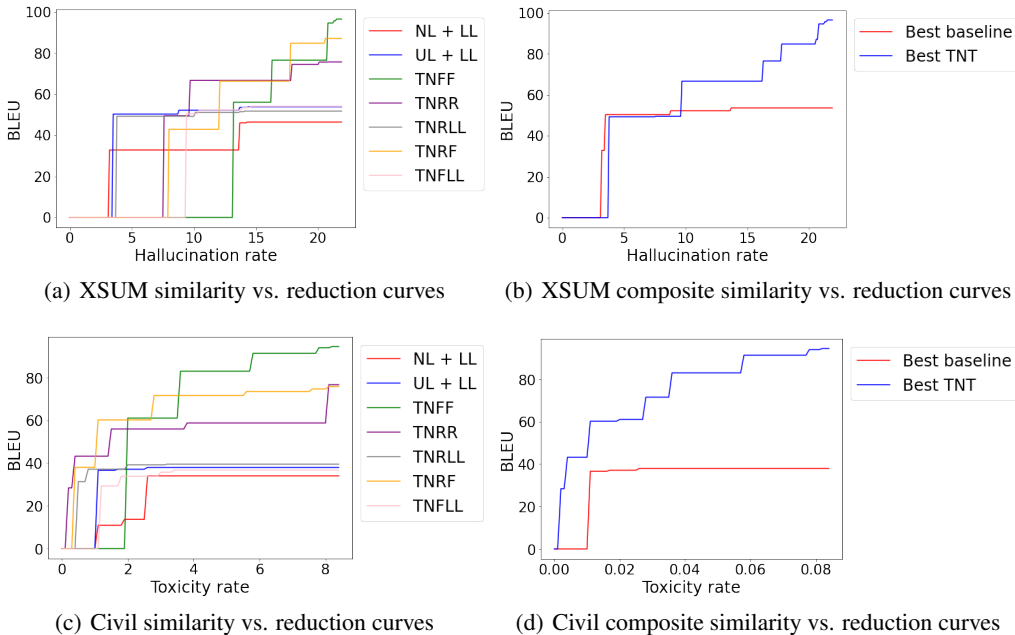 BLEU
100
80
60
40
20
0
0 5 10 15 20
Hallucination rate
NL + LL
UL + LL
TNFF
TNRR
TNRLL
TNRF
TNFLL
(a) XSUM similarity vs. reduction curves
BLEU
100
80
60
40
20
0
0 5 10 15 20
Hallucination rate
Best baseline
Best TNT
(b) XSUM composite similarity vs. reduction curves
BLEU
80
60
40
20
0
0 2 4 6 8
Toxicity rate
NL + LL
UL + LL
TNFF
TNRR
TNRLL
TNRF
TNFLL
(c) Civil similarity vs. reduction curves
BLEU
80
60
40
20
0
0.00 0.02 0.04 0.06 0.08
Toxicity rate
Best baseline
Best TNT
(d) Civil composite similarity vs. reduction curves